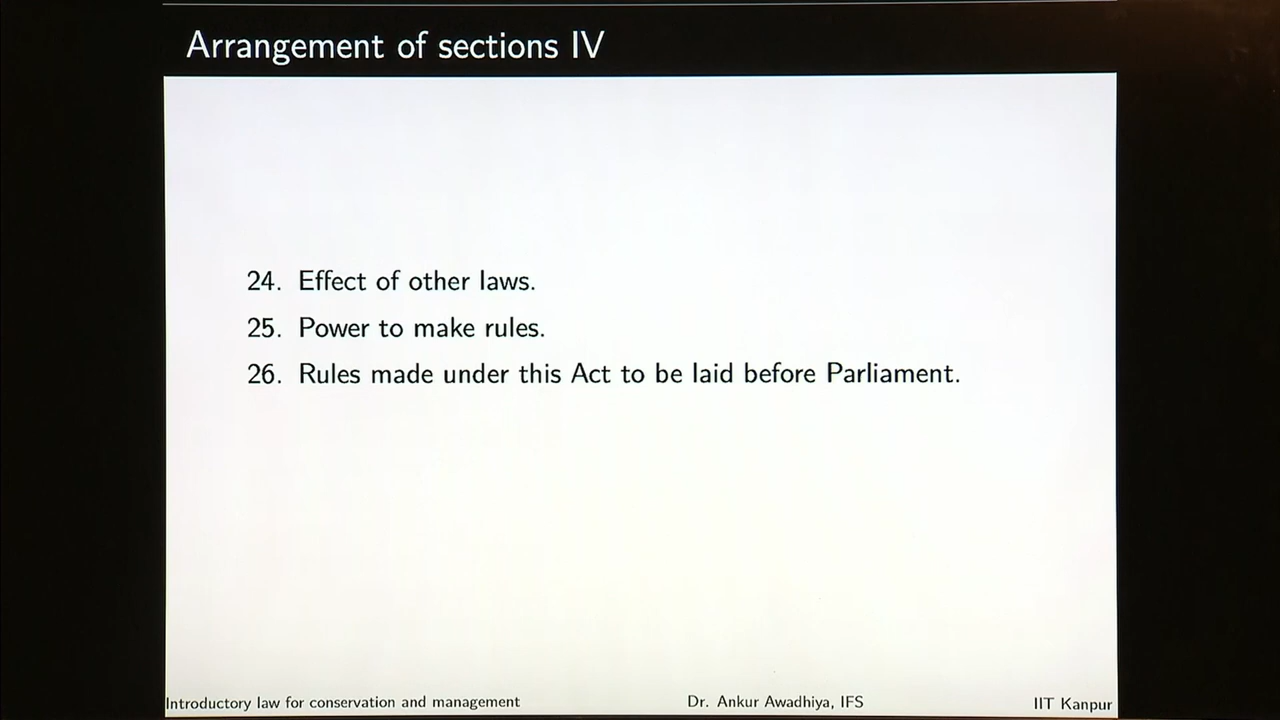 Arrangement of sections IV
24. Effect of other laws.
25. Power to make rules.
26. Rules made under this Act to be laid before Parliament.
Introductory law for conservation and management Dr. Ankur Awadhiya, IFS IIT Kanpur